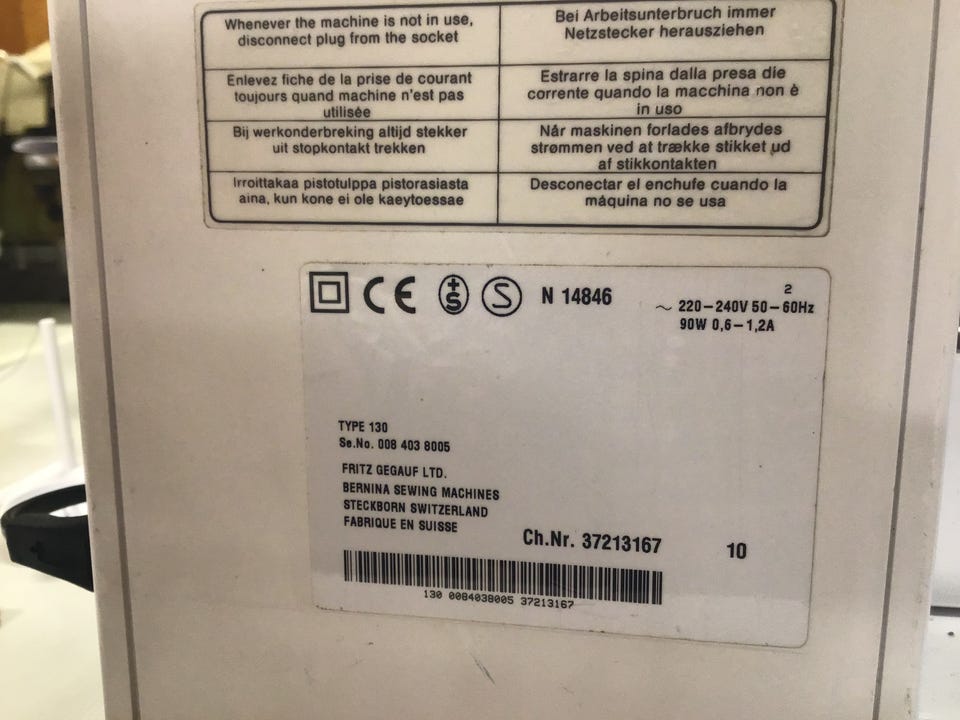 Whenever the machine is not in use,
disconnect plug from the socket
Bei Arbeitsunterbruch immer
Netzstecker herausziehen
Enlevez fiche de la prise de courant
toujours quand machine n'est pas
utilisée
Estrarre la spina dalla presa die
corrente quando la macchina non è
in uso
Bij werkonderbreking altijd stekker
uit stopkontakt trekken
Når maskinen forlades afbrydes
strømmen ved at trække stikket ud
af stikkontakten
Irroittakaa pistotulppa pistorasiasta
aina, kun kone ei ole kaeytoessae
Desconectar el enchufe cuando la
máquina no se usa
CE +S S N 14846
2
~ 220-240V 50-60Hz
90W 0,6-1,2A
TYPE 130
Se.No. 008 403 8005
FRITZ GEGAUF LTD.
BERNINA SEWING MACHINES
STECKBORN SWITZERLAND
FABRIQUE EN SUISSE
Ch.Nr. 37213167 10
130 0084038005 37213167